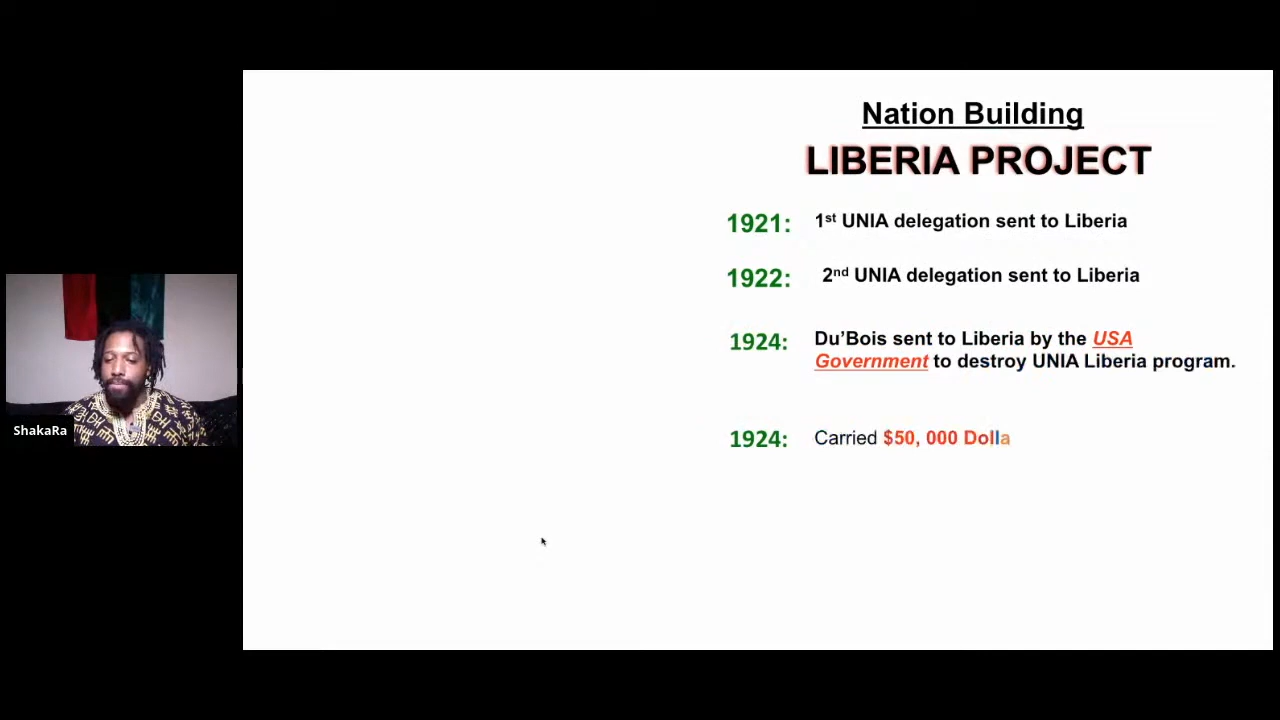 Nation Building
LIBERIA PROJECT
1921: 1st UNIA delegation sent to Liberia
1922: 2nd UNIA delegation sent to Liberia
1924: Du’Bois sent to Liberia by the USA
Government to destroy UNIA Liberia program.
1924: Carried $50, 000 Dolla
ShakaRa